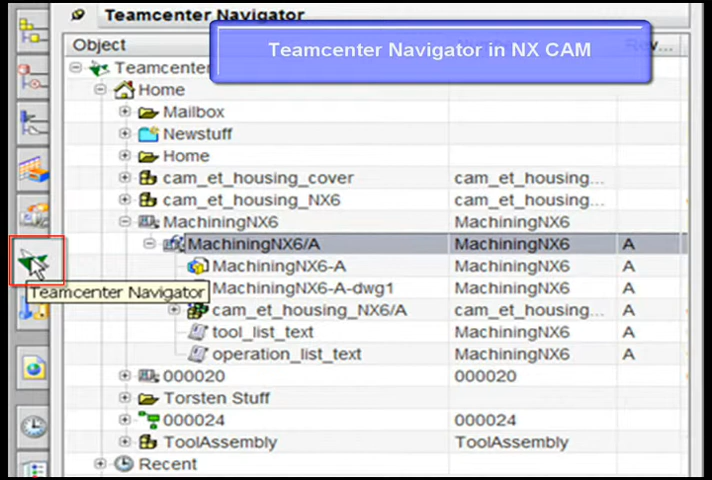 Teamcenter Navigator
Object
Teamcenter Navigator in NX CAM
Teamcenter
Home
Mailbox
Newstuff
Home
cam_et_housing_cover cam_et_housing...
cam_et_housing_NX6 cam_et_housing...
MachiningNX6 MachiningNX6
MachiningNX6/A MachiningNX6 A
MachiningNX6-A MachiningNX6 A
Teamcenter Navigator
MachiningNX6-A-dwg1 MachiningNX6 A
cam_et_housing_NX6/A cam_et_housing... A
tool_list_text MachiningNX6 A
operation_list_text MachiningNX6 A
000020 000020
Torsten Stuff
000024 000024
ToolAssembly ToolAssembly
Recent